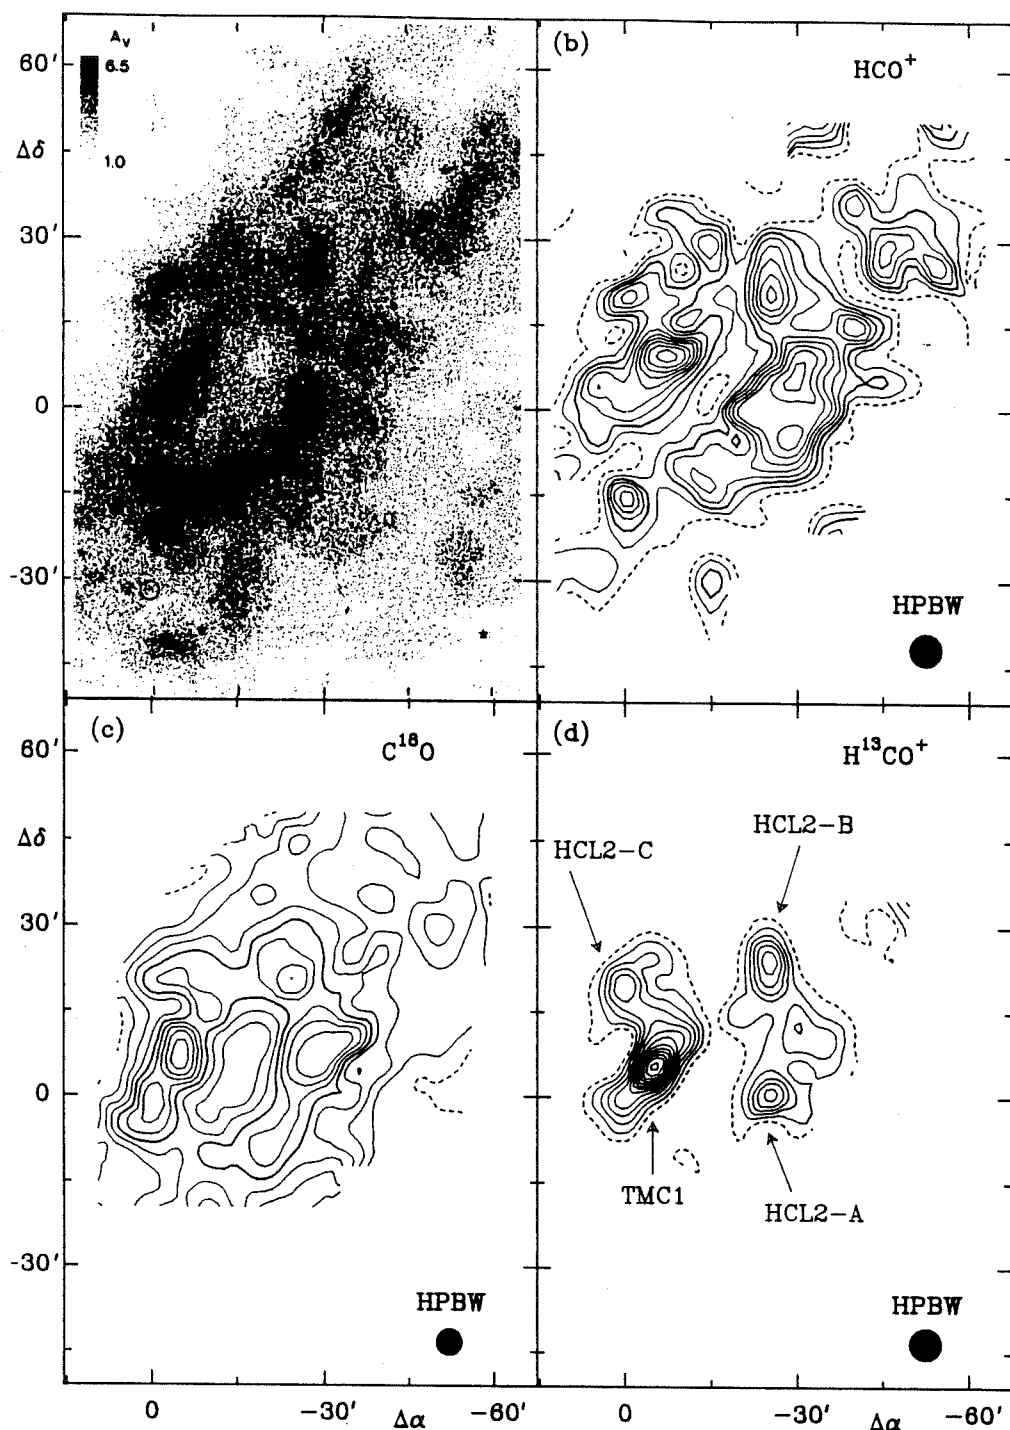 A_V
6.5
1.0
60'
Δδ
30'
0
-30'
(b)
HCO⁺
HPBW
(c)
C¹⁸O
60'
Δδ
30'
0
-30'
HPBW
0
-30'
Δα
-60'
(d)
H¹³CO⁺
HCL2-B
HCL2-C
TMC1
HCL2-A
HPBW
0
-30'
Δα
-60'